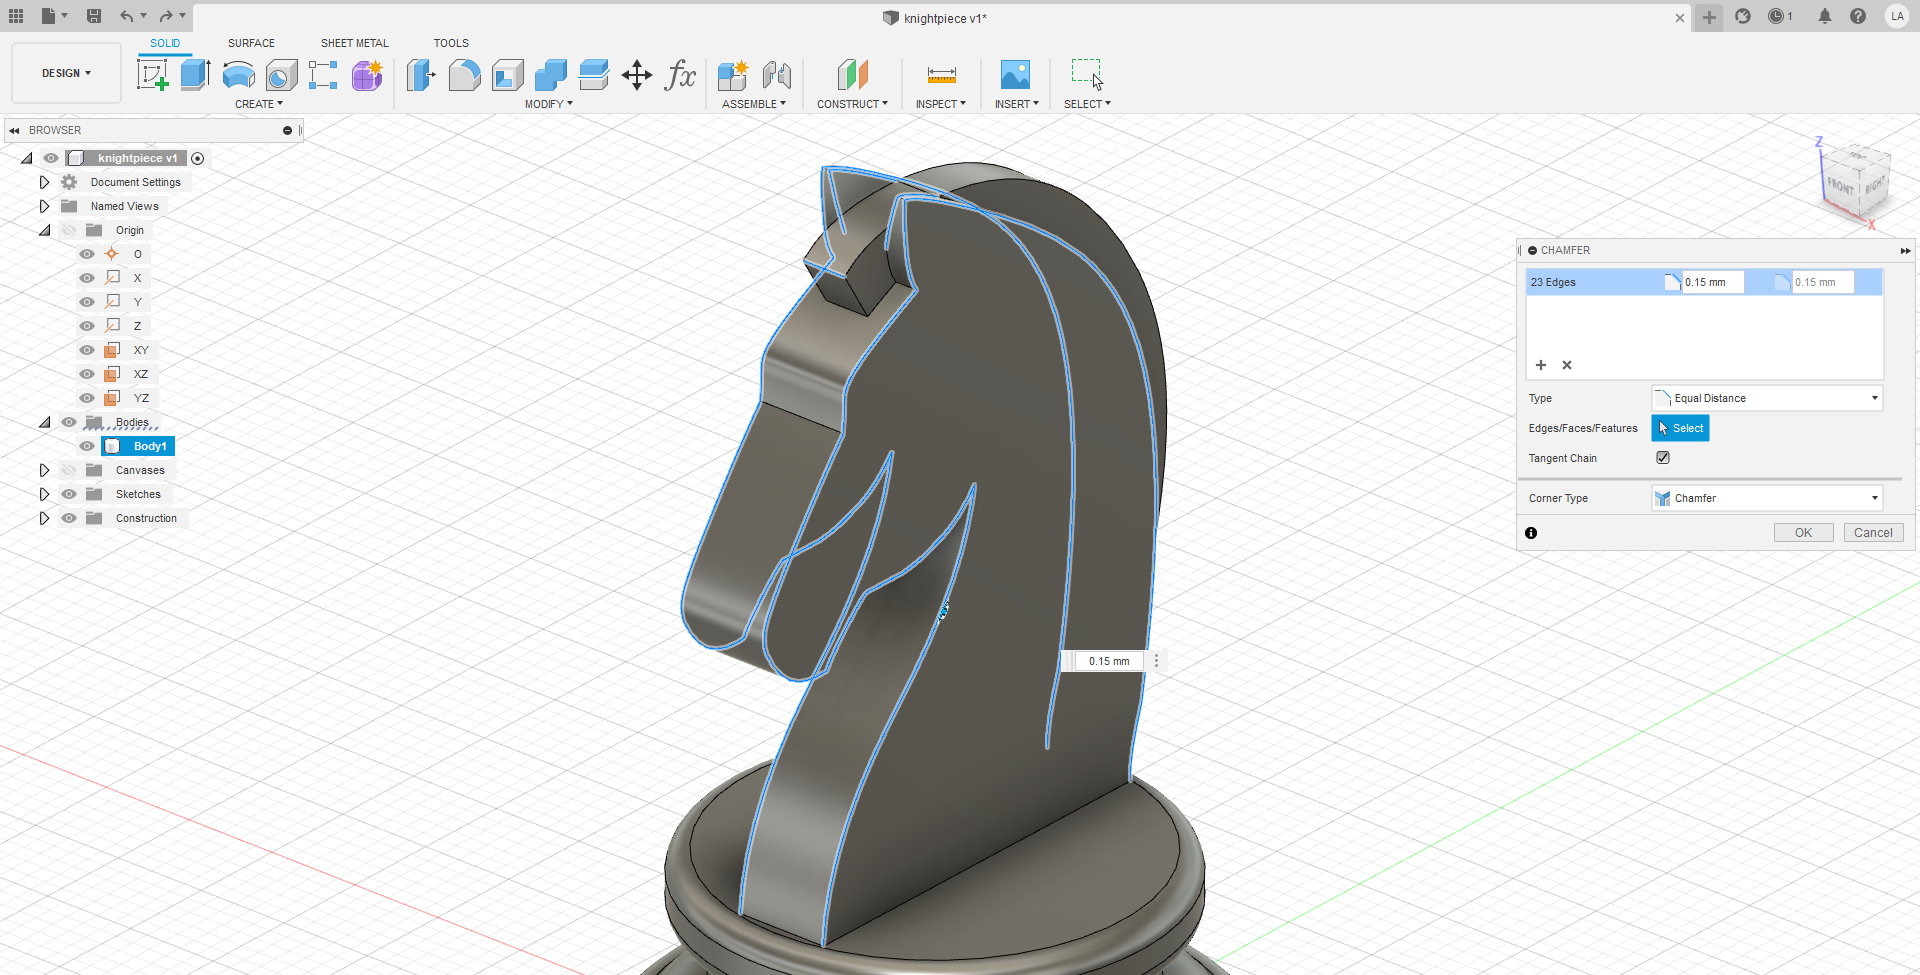 knightpiece v1*
1
LA
DESIGN
SOLID
SURFACE
SHEET METAL
TOOLS
fx
CREATE
MODIFY
ASSEMBLE
CONSTRUCT
INSPECT
INSERT
SELECT
BROWSER
knightpiece v1
Document Settings
Named Views
Origin
O
X
Y
Z
XY
XZ
YZ
Bodies
Body1
Canvases
Sketches
Construction
Z
FRONT
RIGHT
X
CHAMFER
23 Edges
0.15 mm
0.15 mm
Type
Equal Distance
Edges/Faces/Features
Select
Tangent Chain
Corner Type
Chamfer
OK
Cancel
0.15 mm